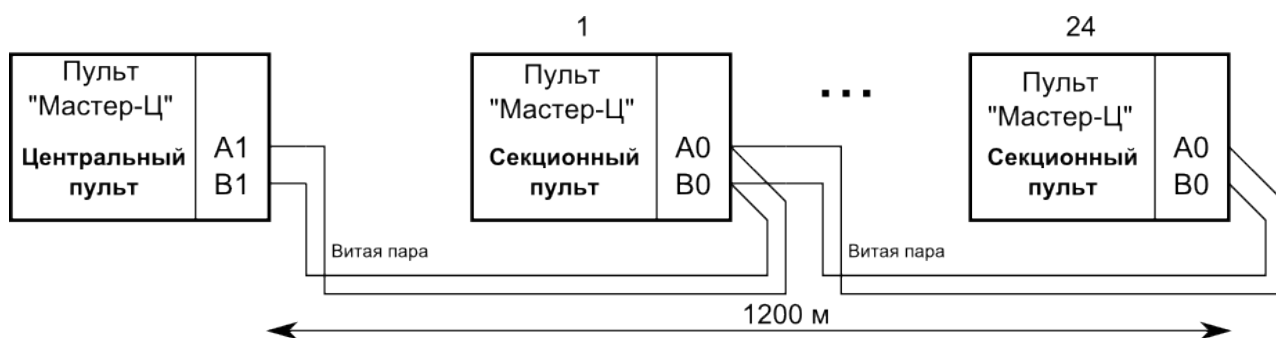 1
24
Пульт
"Мастер-Ц"
Центральный
пульт
A1
B1
Пульт
"Мастер-Ц"
Секционный
пульт
A0
B0
...
Пульт
"Мастер-Ц"
Секционный
пульт
A0
B0
Витая пара
Витая пара
1200 м